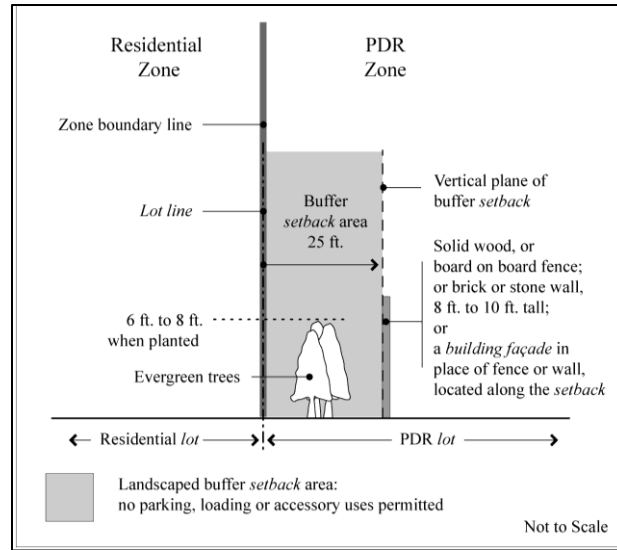 Residential
Zone
PDR
Zone
Zone boundary line
Lot line
Buffer
setback area
25 ft.
Vertical plane of
buffer setback
Solid wood, or
board on board fence;
or brick or stone wall,
8 ft. to 10 ft. tall;
or
a building façade in
place of fence or wall,
located along the setback
6 ft. to 8 ft.
when planted
Evergreen trees
Residential lot
PDR lot
Landscaped buffer setback area:
no parking, loading or accessory uses permitted
Not to Scale